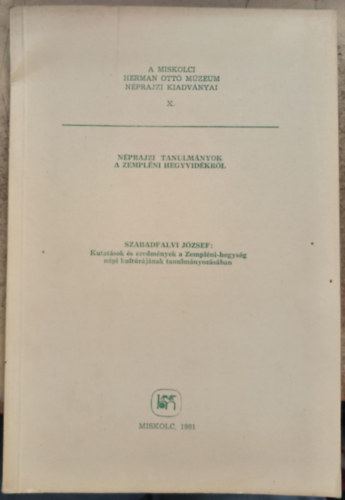 A MISKOLCI
HERMAN OTTÓ MÚZEUM
NÉPRAJZI KIADVÁNYAI
X.
NÉPRAJZI TANULMÁNYOK
A ZEMPLÉNI HEGYVIDÉKRŐL
SZABADFALVI JÓZSEF:
Kutatások és eredmények a Zempléni-hegység
népi kultúrájának tanulmányozásában
MISKOLC, 1981